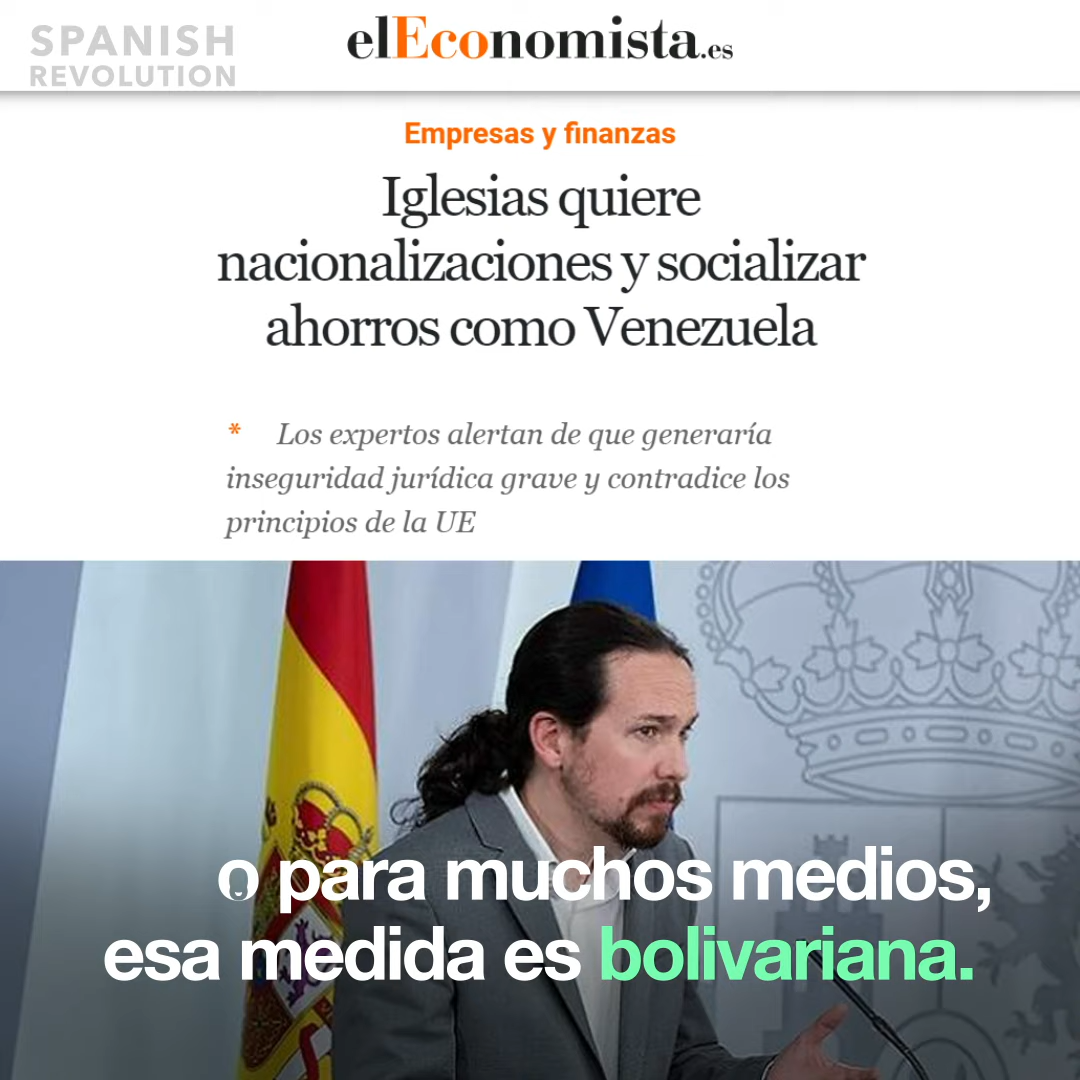 SPANISH
REVOLUTION
elEconomista.es
Empresas y finanzas
Iglesias quiere
nacionalizaciones y socializar
ahorros como Venezuela
* Los expertos alertan de que generaría
inseguridad jurídica grave y contradice los
principios de la UE
o para muchos medios,
esa medida es bolivariana.